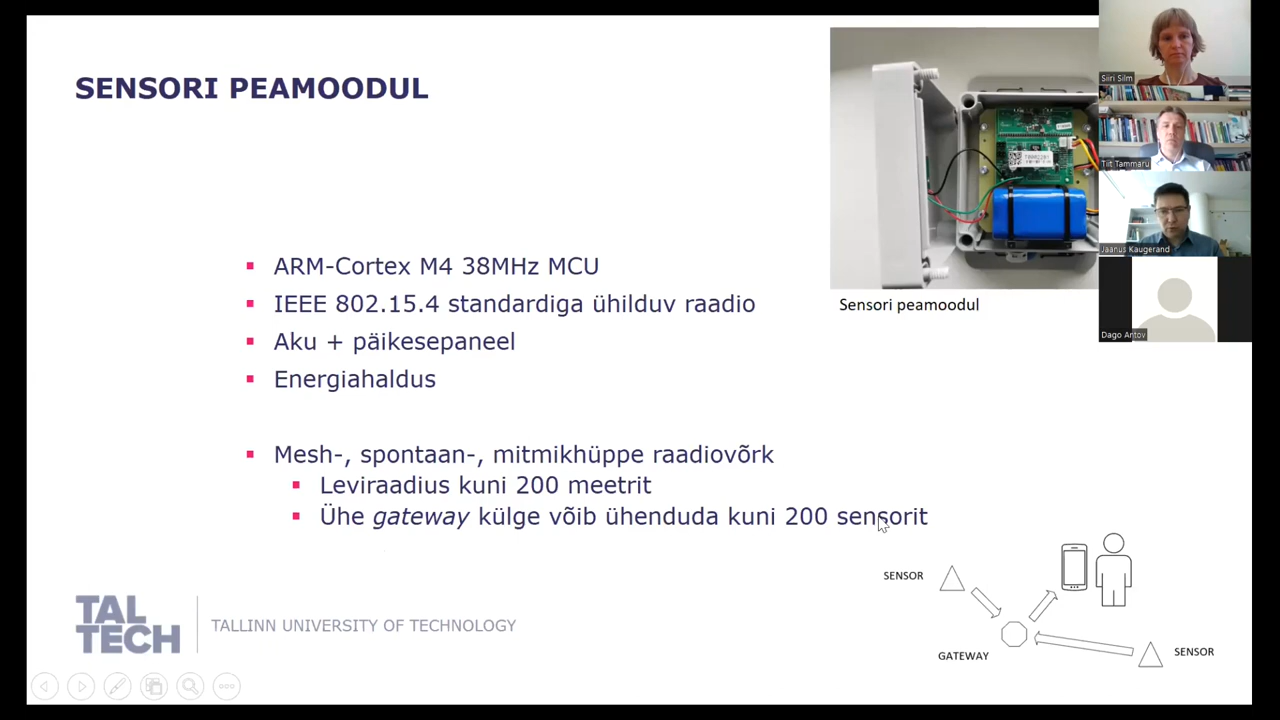 SENSORI PEAMOODUL
ARM-Cortex M4 38MHz MCU
IEEE 802.15.4 standardiga ühilduv raadio
Aku + päikesepaneel
Energiahaldus
Mesh-, spontaan-, mitmikhüppe raadiovõrk
Leviraadius kuni 200 meetrit
Ühe gateway külge võib ühenduda kuni 200 sensorit
Sensori peamoodul
Siiri Silm
Tiit Tammaru
Jaanus Kaugerand
Dago Antov
SENSOR
GATEWAY
SENSOR
TAL
TECH
TALLINN UNIVERSITY OF TECHNOLOGY